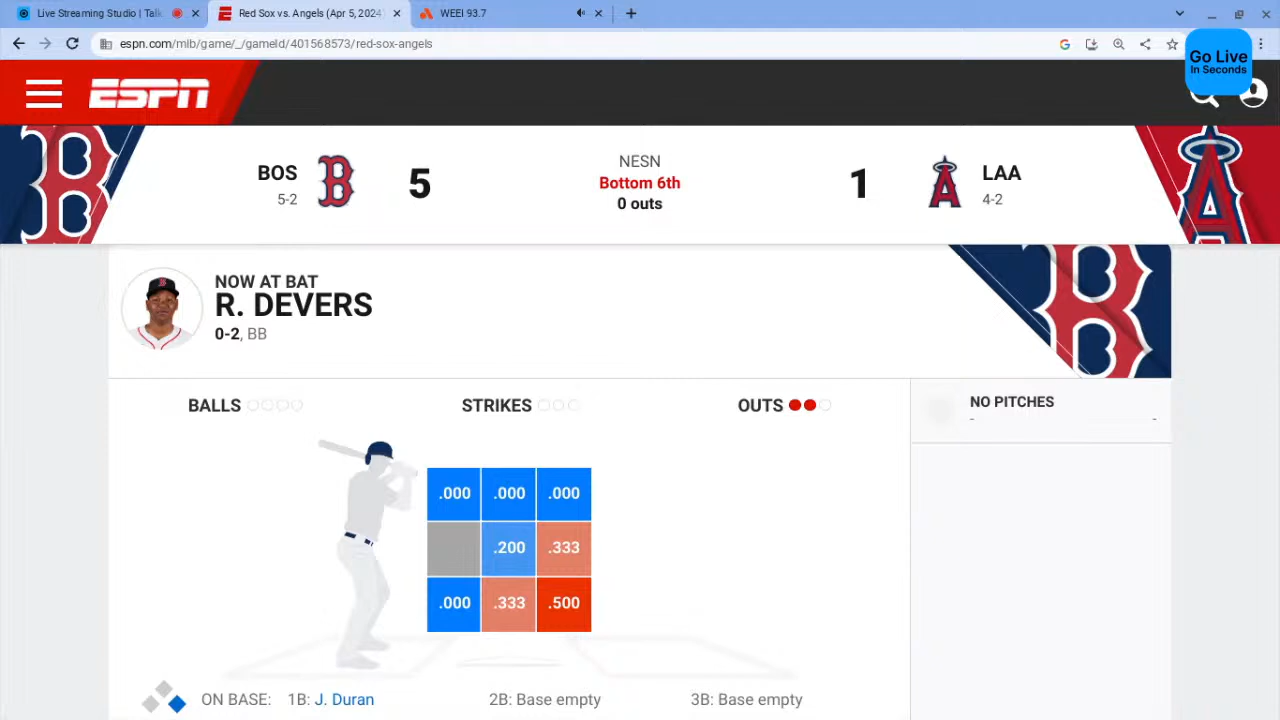 Live Streaming Studio | Talk
Red Sox vs. Angels (Apr 5, 2024
WEEI 93.7
espn.com/mlb/game/_/gameId/401568573/red-sox-angels
Go Live
In Seconds
ESPN
BOS
5-2
5
NESN
Bottom 6th
0 outs
1
LAA
4-2
NOW AT BAT
R. DEVERS
0-2, BB
BALLS
STRIKES
OUTS
NO PITCHES
-
-
.000 .000 .000
.200 .333
.000 .333 .500
ON BASE: 1B: J. Duran 2B: Base empty 3B: Base empty